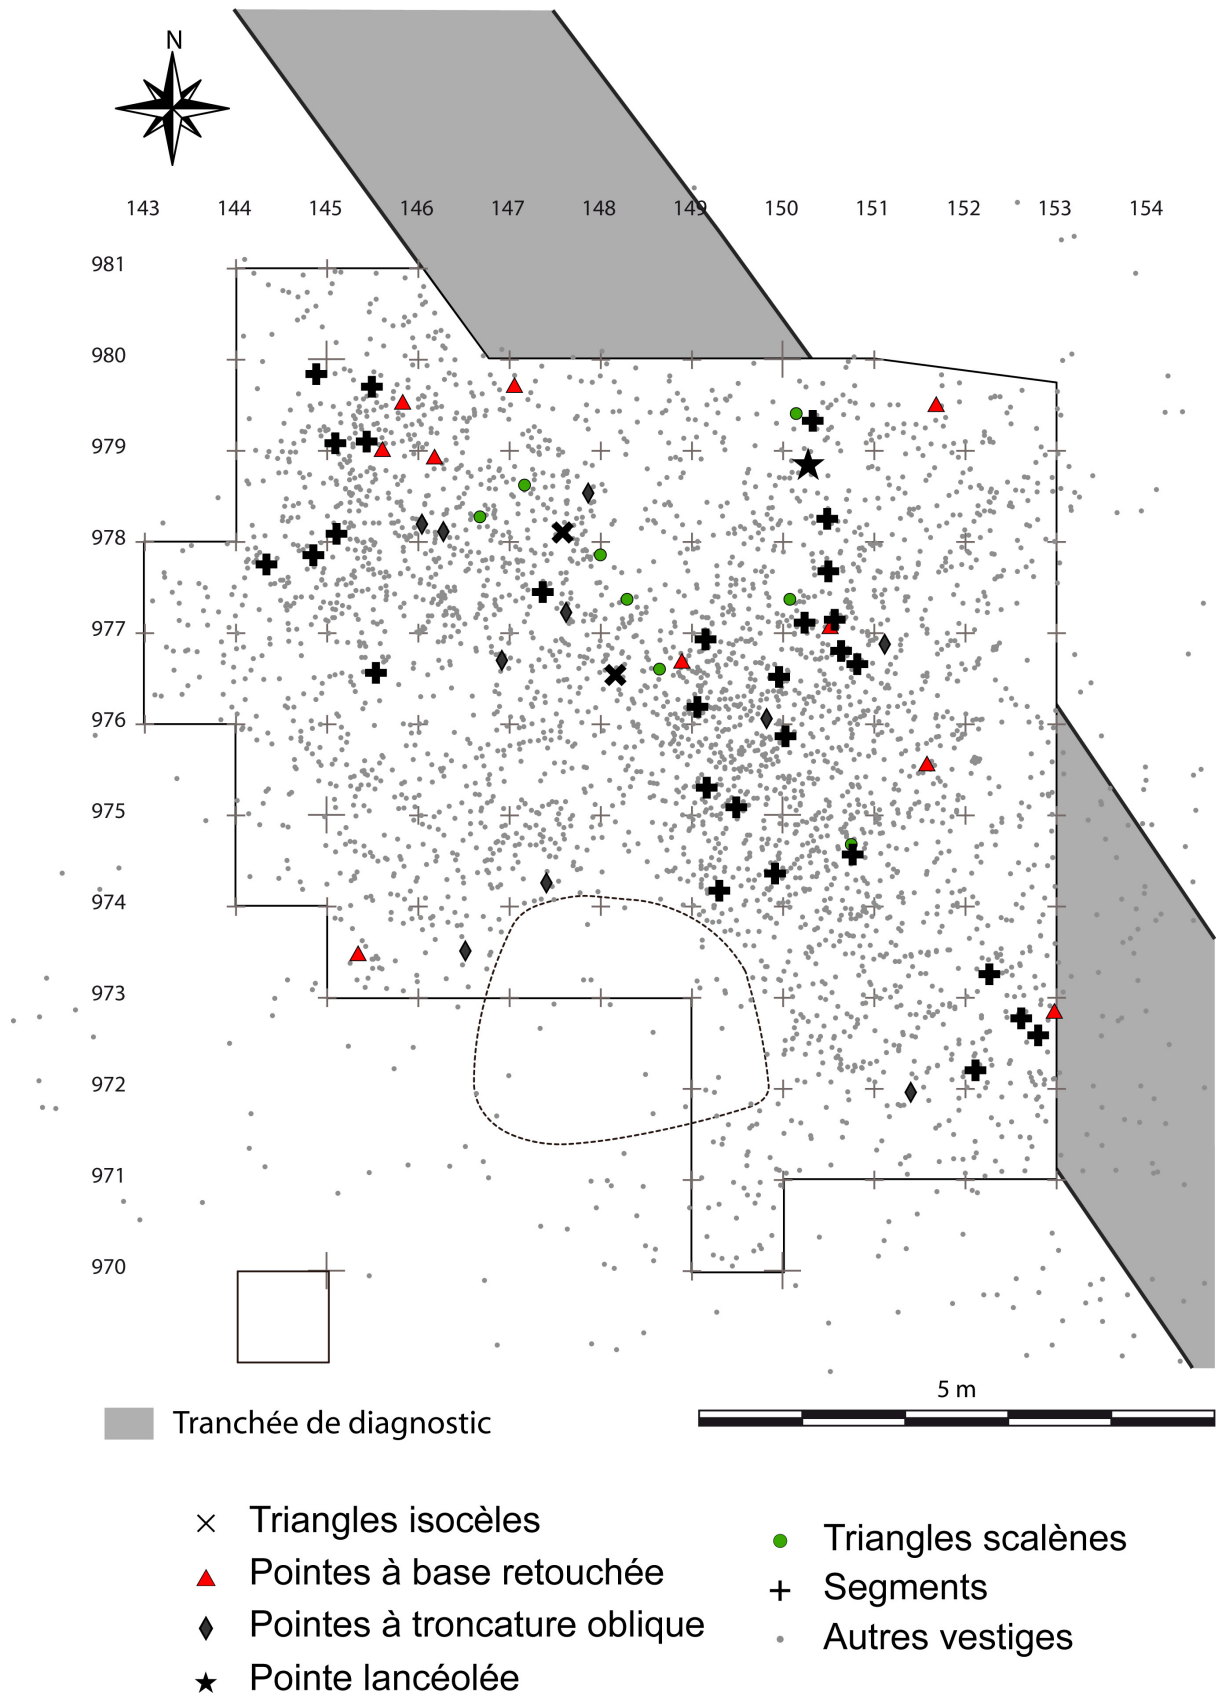 N
143 144 145 146 147 148 149 150 151 152 153 154
981
980
979
978
977
976
975
974
973
972
971
970
5 m
Tranchée de diagnostic
Triangles isocèles
Pointes à base retouchée
Pointes à troncature oblique
Pointe lancéolée
Triangles scalènes
Segments
Autres vestiges